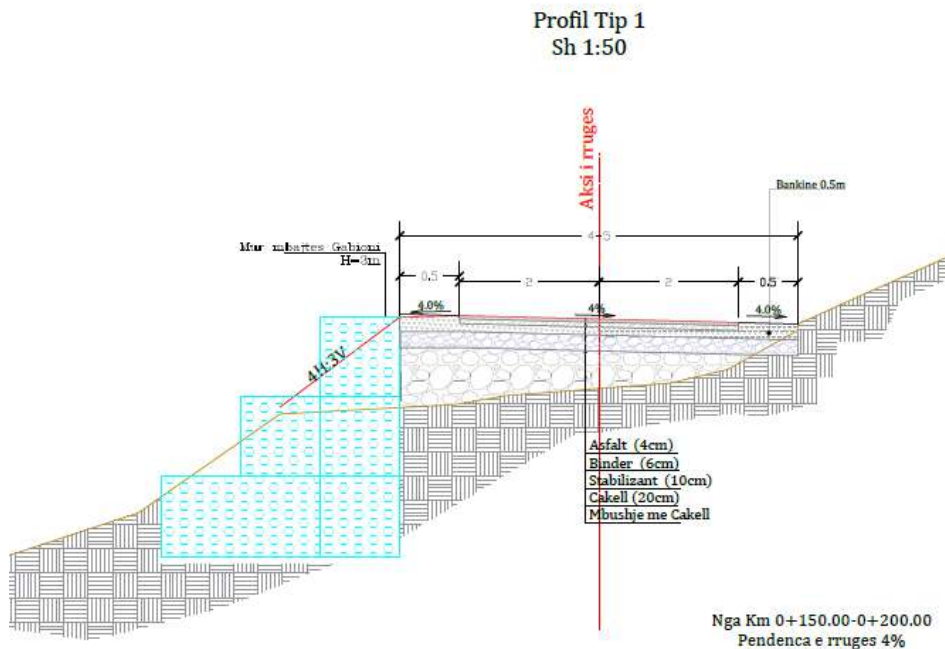 Profil Tip 1
Sh 1:50
Aksi i rruges
Bankine 0.5m
4.5
Mur mbajtes Gabioni
H=3m
0.5
2
2
0.5
4.0%
4%
4.0%
4H:3V
Asfalt (4cm)
Binder (6cm)
Stabilizant (10cm)
Cakell (20cm)
Mbushje me Cakell
Nga Km 0+150.00-0+200.00
Pendenca e rruges 4%